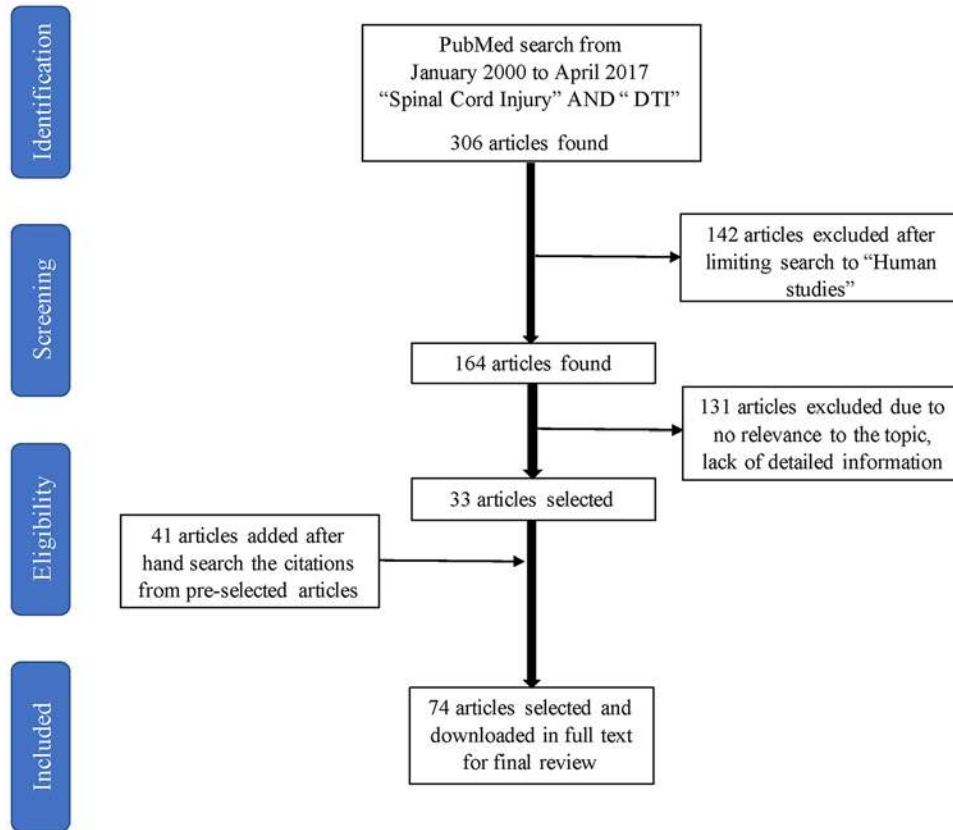 Identification
PubMed search from
January 2000 to April 2017
“Spinal Cord Injury” AND “ DTI”
306 articles found
Screening
142 articles excluded after
limiting search to “Human
studies”
164 articles found
131 articles excluded due to
no relevance to the topic,
lack of detailed information
Eligibility
33 articles selected
41 articles added after
hand search the citations
from pre-selected articles
Included
74 articles selected and
downloaded in full text
for final review